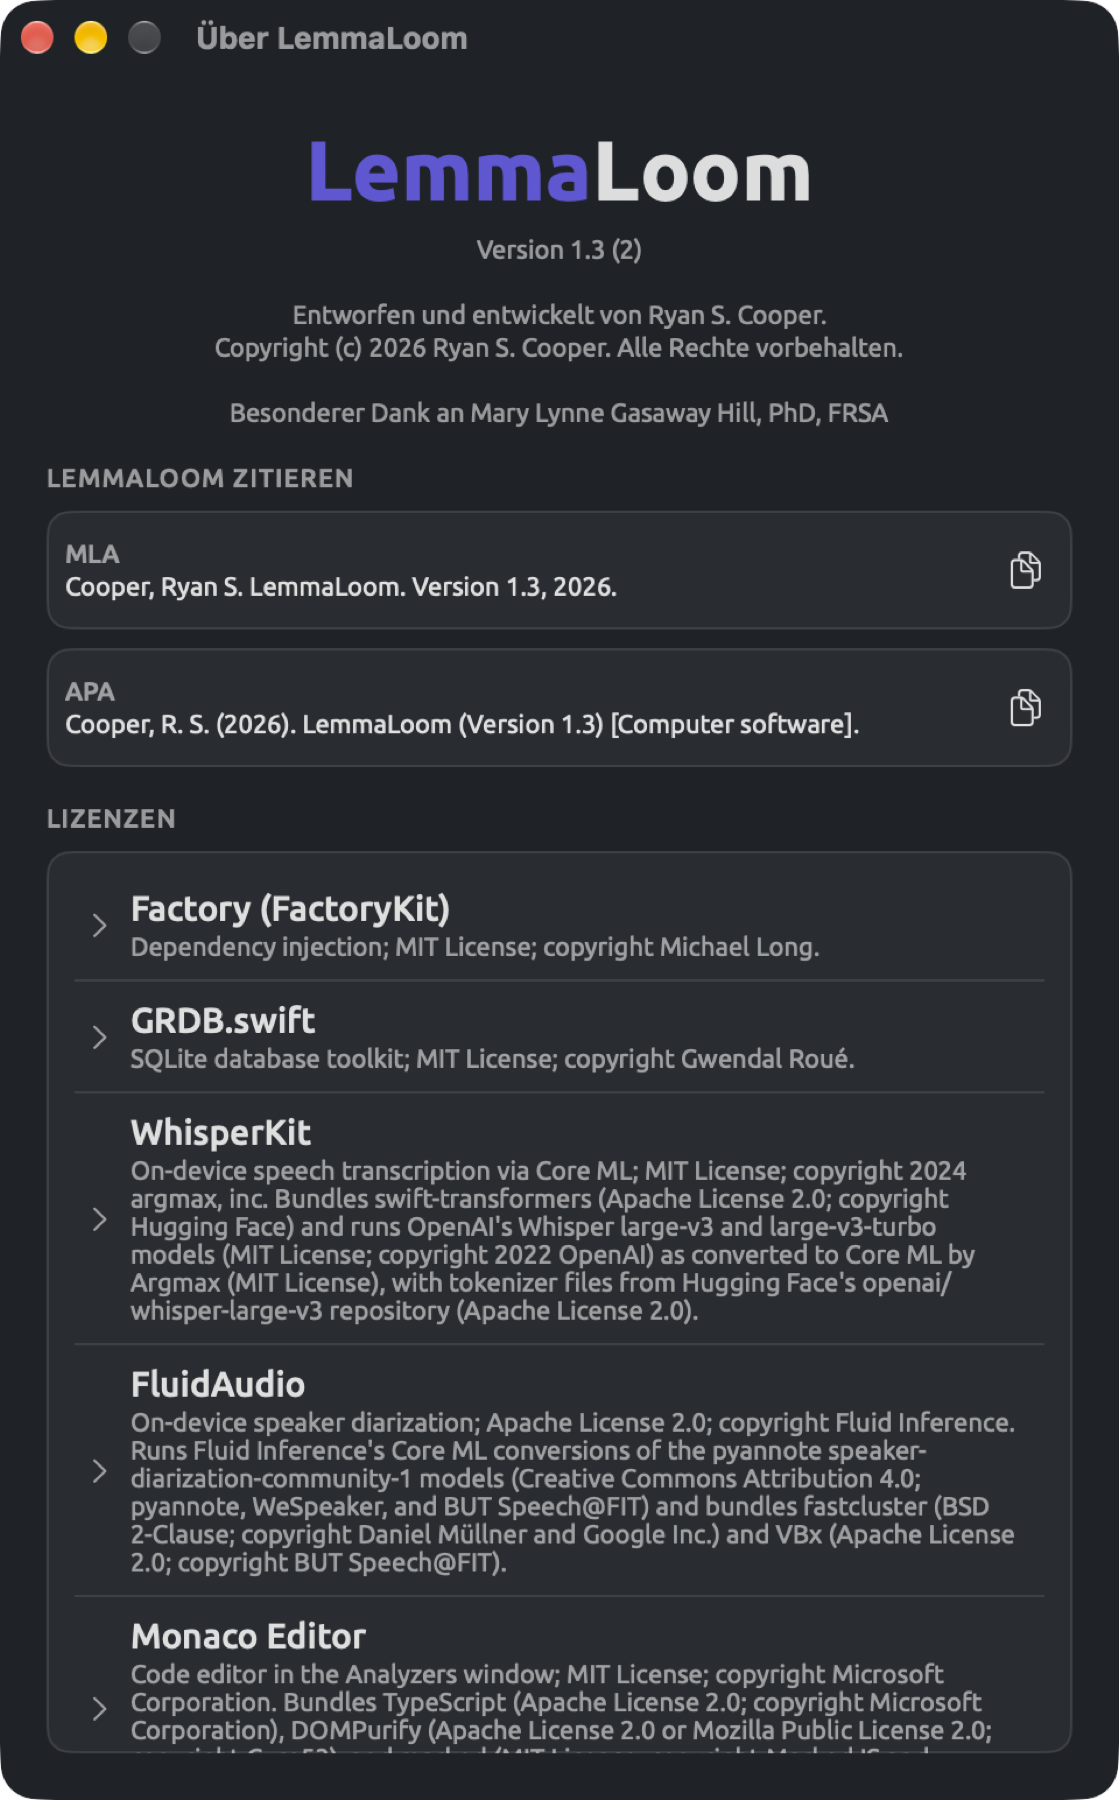 Über LemmaLoom
LemmaLoom
Version 1.3 (2)
Entworfen und entwickelt von Ryan S. Cooper.
Copyright (c) 2026 Ryan S. Cooper. Alle Rechte vorbehalten.
Besonderer Dank an Mary Lynne Gasaway Hill, PhD, FRSA
LEMMALOOM ZITIEREN
MLA
Cooper, Ryan S. LemmaLoom. Version 1.3, 2026.
APA
Cooper, R. S. (2026). LemmaLoom (Version 1.3) [Computer software].
LIZENZEN
Factory (FactoryKit)
Dependency injection; MIT License; copyright Michael Long.
GRDB.swift
SQLite database toolkit; MIT License; copyright Gwendal Roué.
WhisperKit
On-device speech transcription via Core ML; MIT License; copyright 2024
argmax, inc. Bundles swift-transformers (Apache License 2.0; copyright
Hugging Face) and runs OpenAI's Whisper large-v3 and large-v3-turbo
models (MIT License; copyright 2022 OpenAI) as converted to Core ML by
Argmax (MIT License), with tokenizer files from Hugging Face's openai/
whisper-large-v3 repository (Apache License 2.0).
FluidAudio
On-device speaker diarization; Apache License 2.0; copyright Fluid Inference.
Runs Fluid Inference's Core ML conversions of the pyannote speaker-
diarization-community-1 models (Creative Commons Attribution 4.0;
pyannote, WeSpeaker, and BUT Speech@FIT) and bundles fastcluster (BSD
2-Clause; copyright Daniel Müllner and Google Inc.) and VBx (Apache License
2.0; copyright BUT Speech@FIT).
Monaco Editor
Code editor in the Analyzers window; MIT License; copyright Microsoft
Corporation. Bundles TypeScript (Apache License 2.0; copyright Microsoft
Corporation), DOMPurify (Apache License 2.0 or Mozilla Public License 2.0;